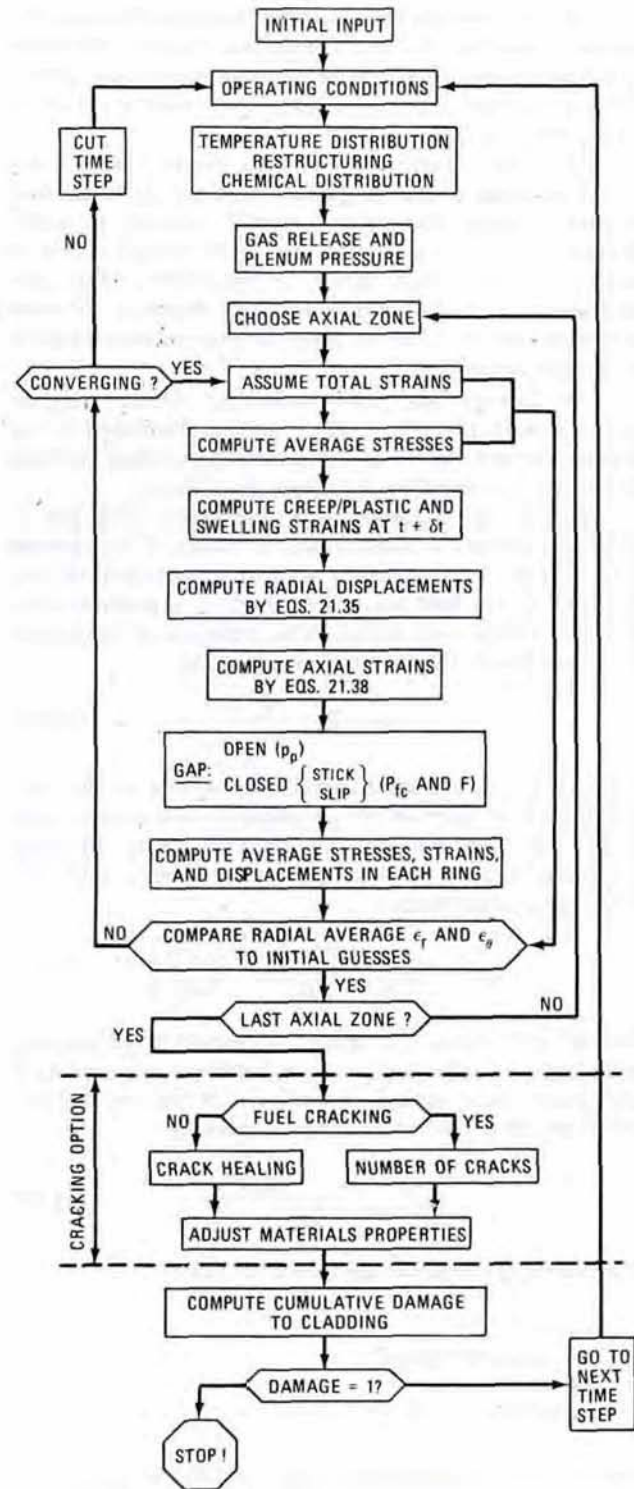 INITIAL INPUT
OPERATING CONDITIONS
CUT
TIME
STEP
TEMPERATURE DISTRIBUTION
RESTRUCTURING
CHEMICAL DISTRIBUTION
NO
GAS RELEASE AND
PLENUM PRESSURE
CHOOSE AXIAL ZONE
CONVERGING ?
YES
ASSUME TOTAL STRAINS
COMPUTE AVERAGE STRESSES
COMPUTE CREEP/PLASTIC AND
SWELLING STRAINS AT t + δt
COMPUTE RADIAL DISPLACEMENTS
BY EQS. 21.35
COMPUTE AXIAL STRAINS
BY EQS. 21.38
OPEN (pp)
GAP: CLOSED { STICK SLIP } (Pfc AND F)
COMPUTE AVERAGE STRESSES, STRAINS,
AND DISPLACEMENTS IN EACH RING
NO
COMPARE RADIAL AVERAGE ϵr AND ϵθ
TO INITIAL GUESSES
YES
NO
LAST AXIAL ZONE ?
YES
CRACKING OPTION
FUEL CRACKING
NO
YES
CRACK HEALING
NUMBER OF CRACKS
ADJUST MATERIALS PROPERTIES
COMPUTE CUMULATIVE DAMAGE
TO CLADDING
DAMAGE = 1?
GO TO
NEXT
TIME
STEP
STOP !